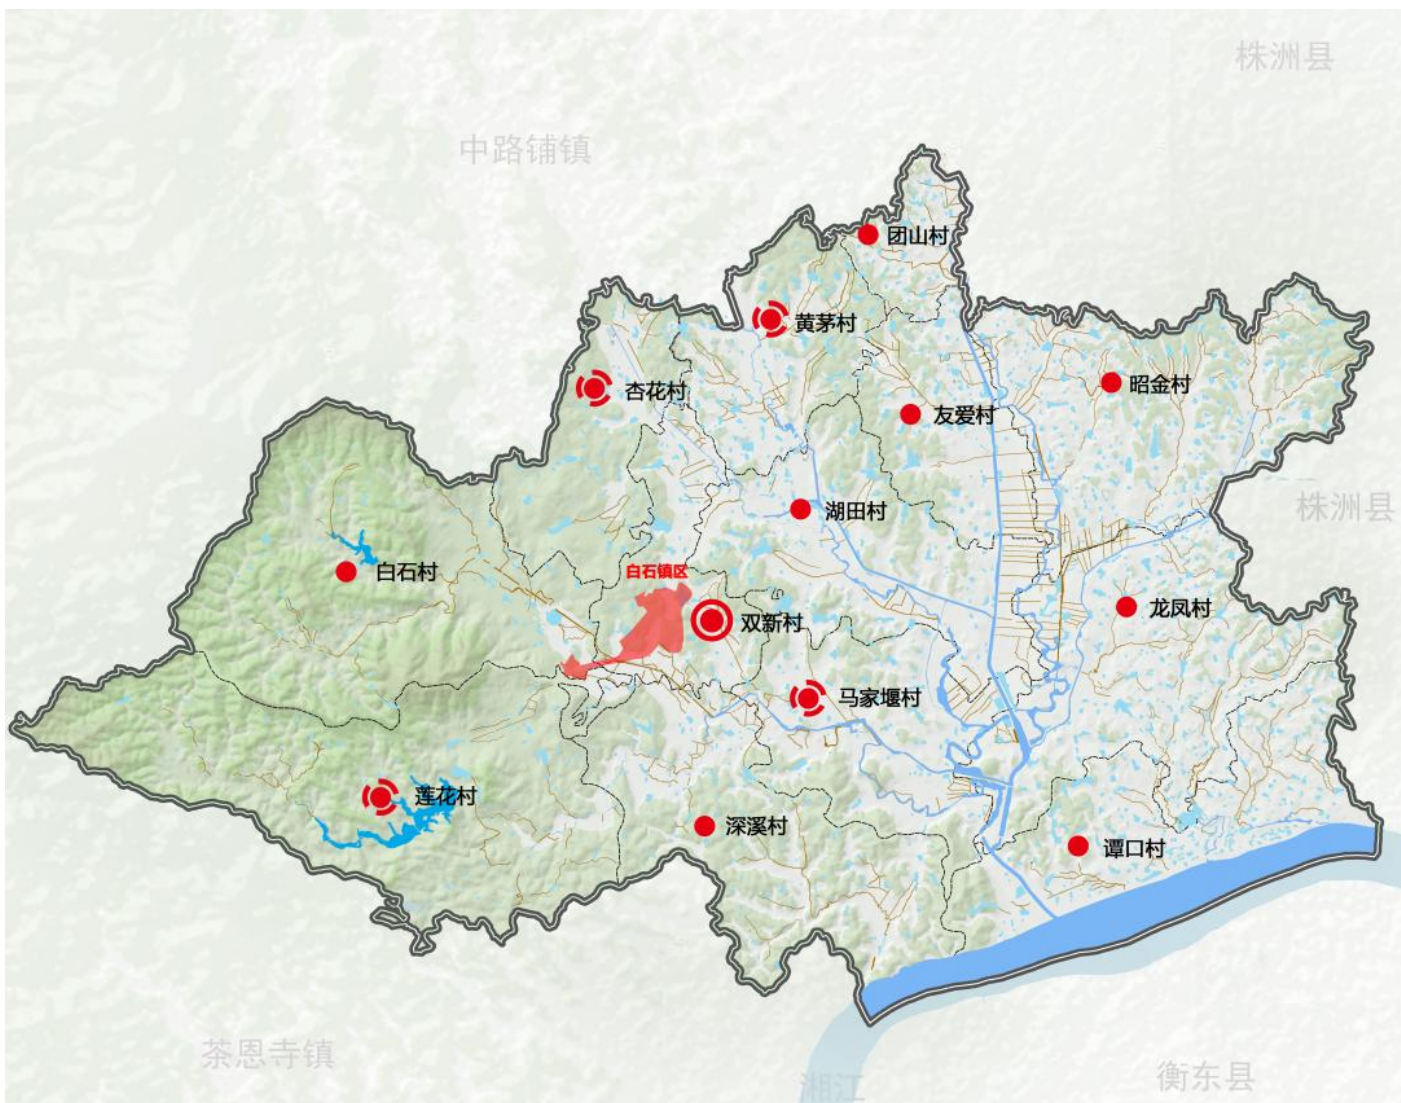 株洲县
中路铺镇
团山村
黄茅村
杏花村
昭金村
友爱村
株洲县
湖田村
白石村
白石镇区
龙凤村
双新村
马家堰村
莲花村
深溪村
谭口村
茶恩寺镇
湘江
衡东县